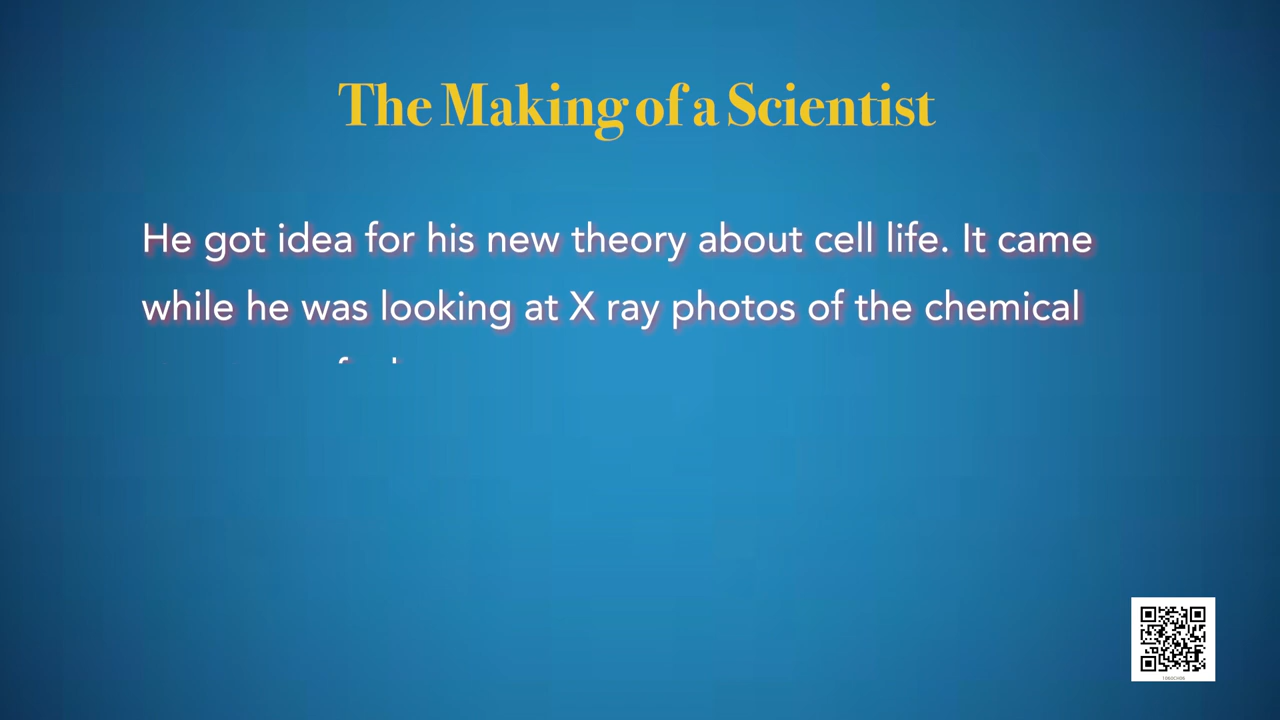 The Making of a Scientist
He got idea for his new theory about cell life. It came
while he was looking at X ray photos of the chemical